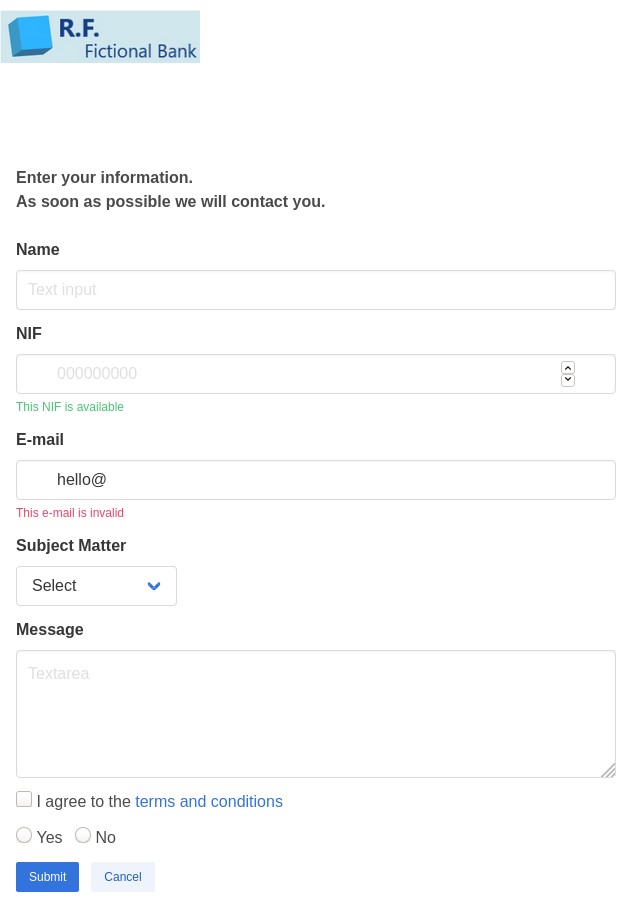 R.F.
Fictional Bank
Enter your information.
As soon as possible we will contact you.
Name
Text input
NIF
000000000
This NIF is available
E-mail
hello@
This e-mail is invalid
Subject Matter
Select
Message
Textarea
I agree to the terms and conditions
Yes No
Submit Cancel